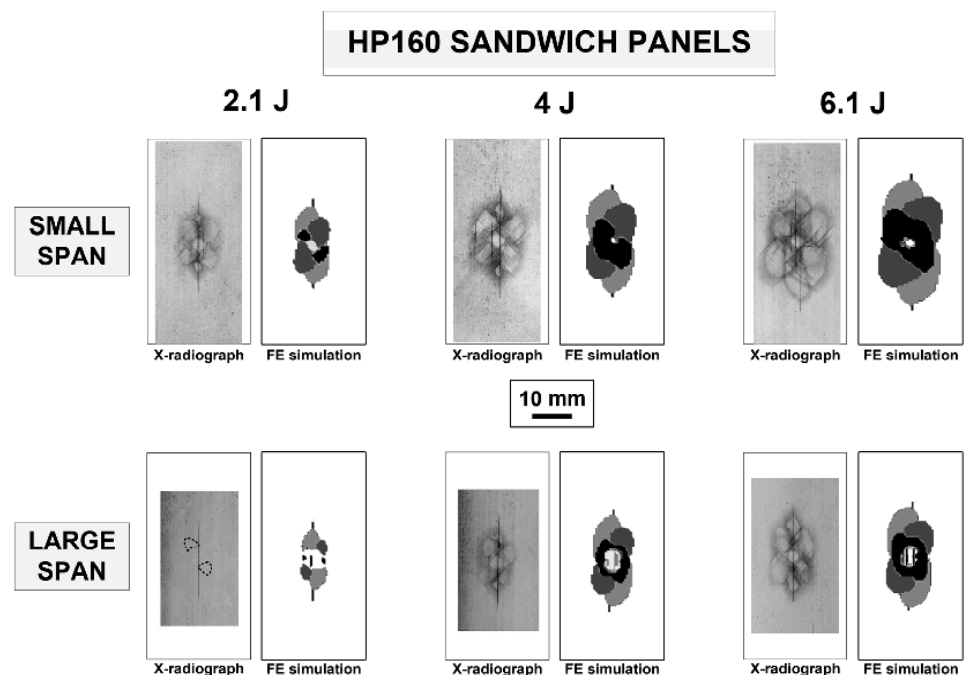 HP160 SANDWICH PANELS
2.1 J
4 J
6.1 J
SMALL
SPAN
X-radiograph
FE simulation
X-radiograph
FE simulation
X-radiograph
FE simulation
10 mm
LARGE
SPAN
X-radiograph
FE simulation
X-radiograph
FE simulation
X-radiograph
FE simulation